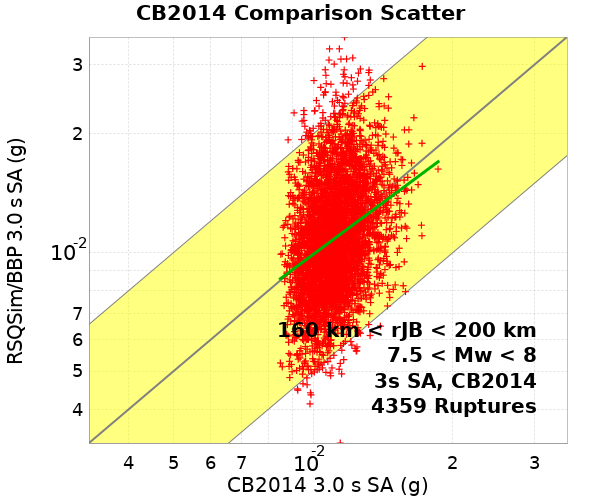 CB2014 Comparison Scatter
RSQSim/BBP 3.0 s SA (g)
3
2
10-2
7
6
5
4
160 km < rJB < 200 km
7.5 < Mw < 8
3s SA, CB2014
4359 Ruptures
4 5 6 7 10-2 2 3
CB2014 3.0 s SA (g)